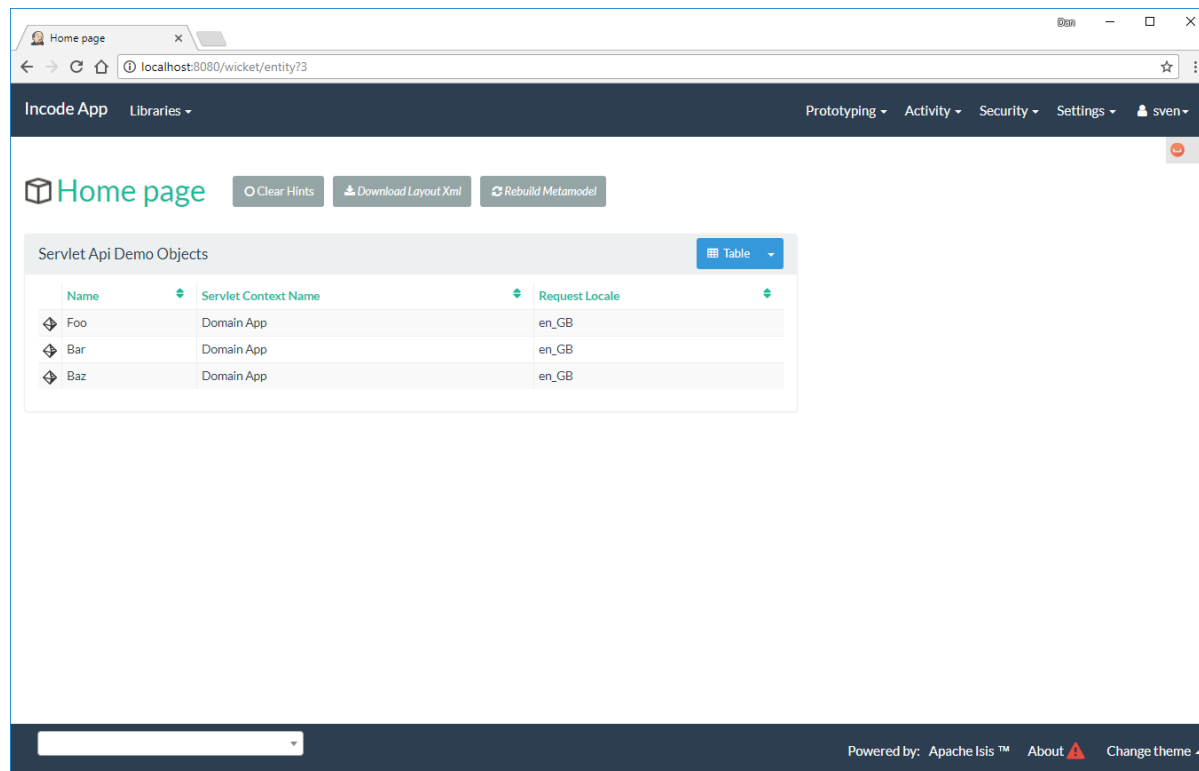 Dan
Home page
localhost:8080/wicket/entity?3
Incode App Libraries Prototyping Activity Security Settings sven
Home page Clear Hints Download Layout Xml Rebuild Metamodel
Servlet Api Demo Objects Table
Name Servlet Context Name Request Locale
Foo Domain App en_GB
Bar Domain App en_GB
Baz Domain App en_GB
Powered by: Apache Isis ™ About Change theme